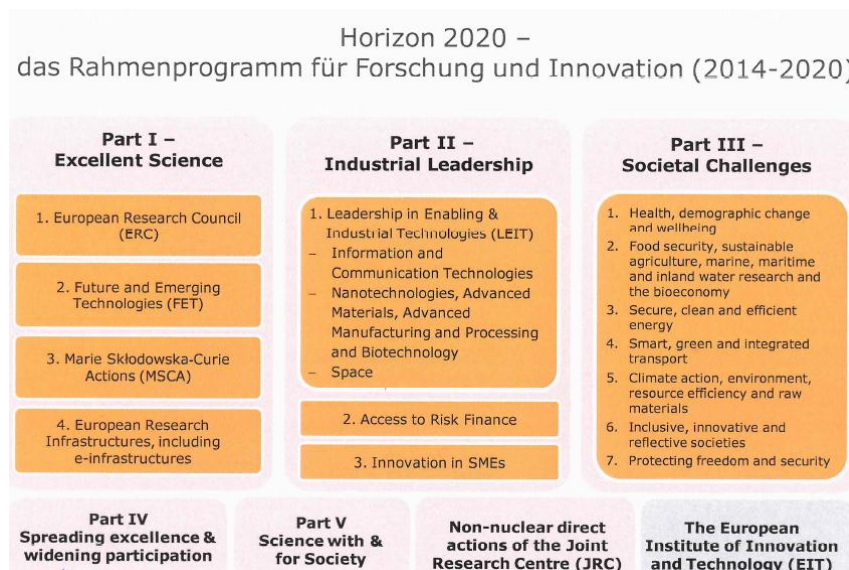 Horizon 2020 –
das Rahmenprogramm für Forschung und Innovation (2014-2020)
Part I –
Excellent Science
1. European Research Council
(ERC)
2. Future and Emerging
Technologies (FET)
3. Marie Skłodowska-Curie
Actions (MSCA)
4. European Research
Infrastructures, including
e-infrastructures
Part II –
Industrial Leadership
1. Leadership in Enabling &
Industrial Technologies (LEIT)
– Information and
Communication Technologies
– Nanotechnologies, Advanced
Materials, Advanced
Manufacturing and Processing
and Biotechnology
– Space
2. Access to Risk Finance
3. Innovation in SMEs
Part III –
Societal Challenges
1. Health, demographic change
and wellbeing
2. Food security, sustainable
agriculture, marine, maritime
and inland water research and
the bioeconomy
3. Secure, clean and efficient
energy
4. Smart, green and integrated
transport
5. Climate action, environment,
resource efficiency and raw
materials
6. Inclusive, innovative and
reflective societies
7. Protecting freedom and security
Part IV
Spreading excellence &
widening participation
Part V
Science with &
for Society
Non-nuclear direct
actions of the Joint
Research Centre (JRC)
The European
Institute of Innovation
and Technology (EIT)